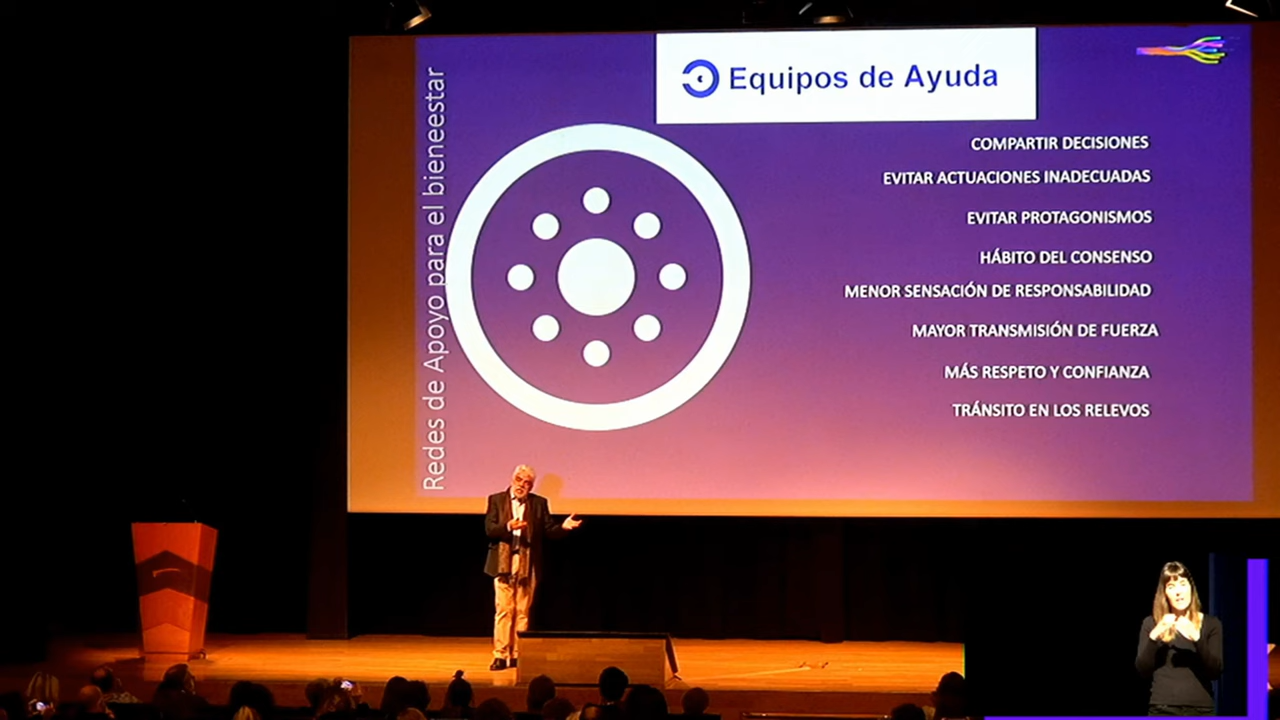 Equipos de Ayuda
Redes de Apoyo para el bieneestar
COMPARTIR DECISIONES
EVITAR ACTUACIONES INADECUADAS
EVITAR PROTAGONISMOS
HÁBITO DEL CONSENSO
MENOR SENSACIÓN DE RESPONSABILIDAD
MAYOR TRANSMISIÓN DE FUERZA
MÁS RESPETO Y CONFIANZA
TRÁNSITO EN LOS RELEVOS